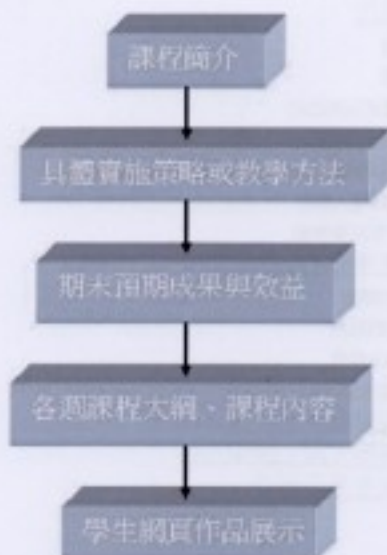 課程簡介
具體實施策略或教學方法
期末預期成果與效益
各週課程大綱、課程內容
學生網頁作品展示